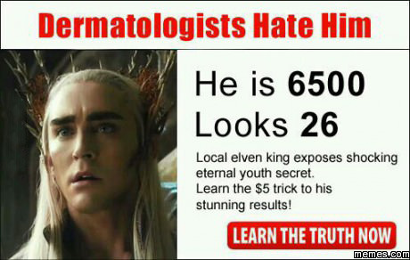 Dermatologists Hate Him
He is 6500
Looks 26
Local elven king exposes shocking
eternal youth secret.
Learn the $5 trick to his
stunning results!
LEARN THE TRUTH NOW
memes.com